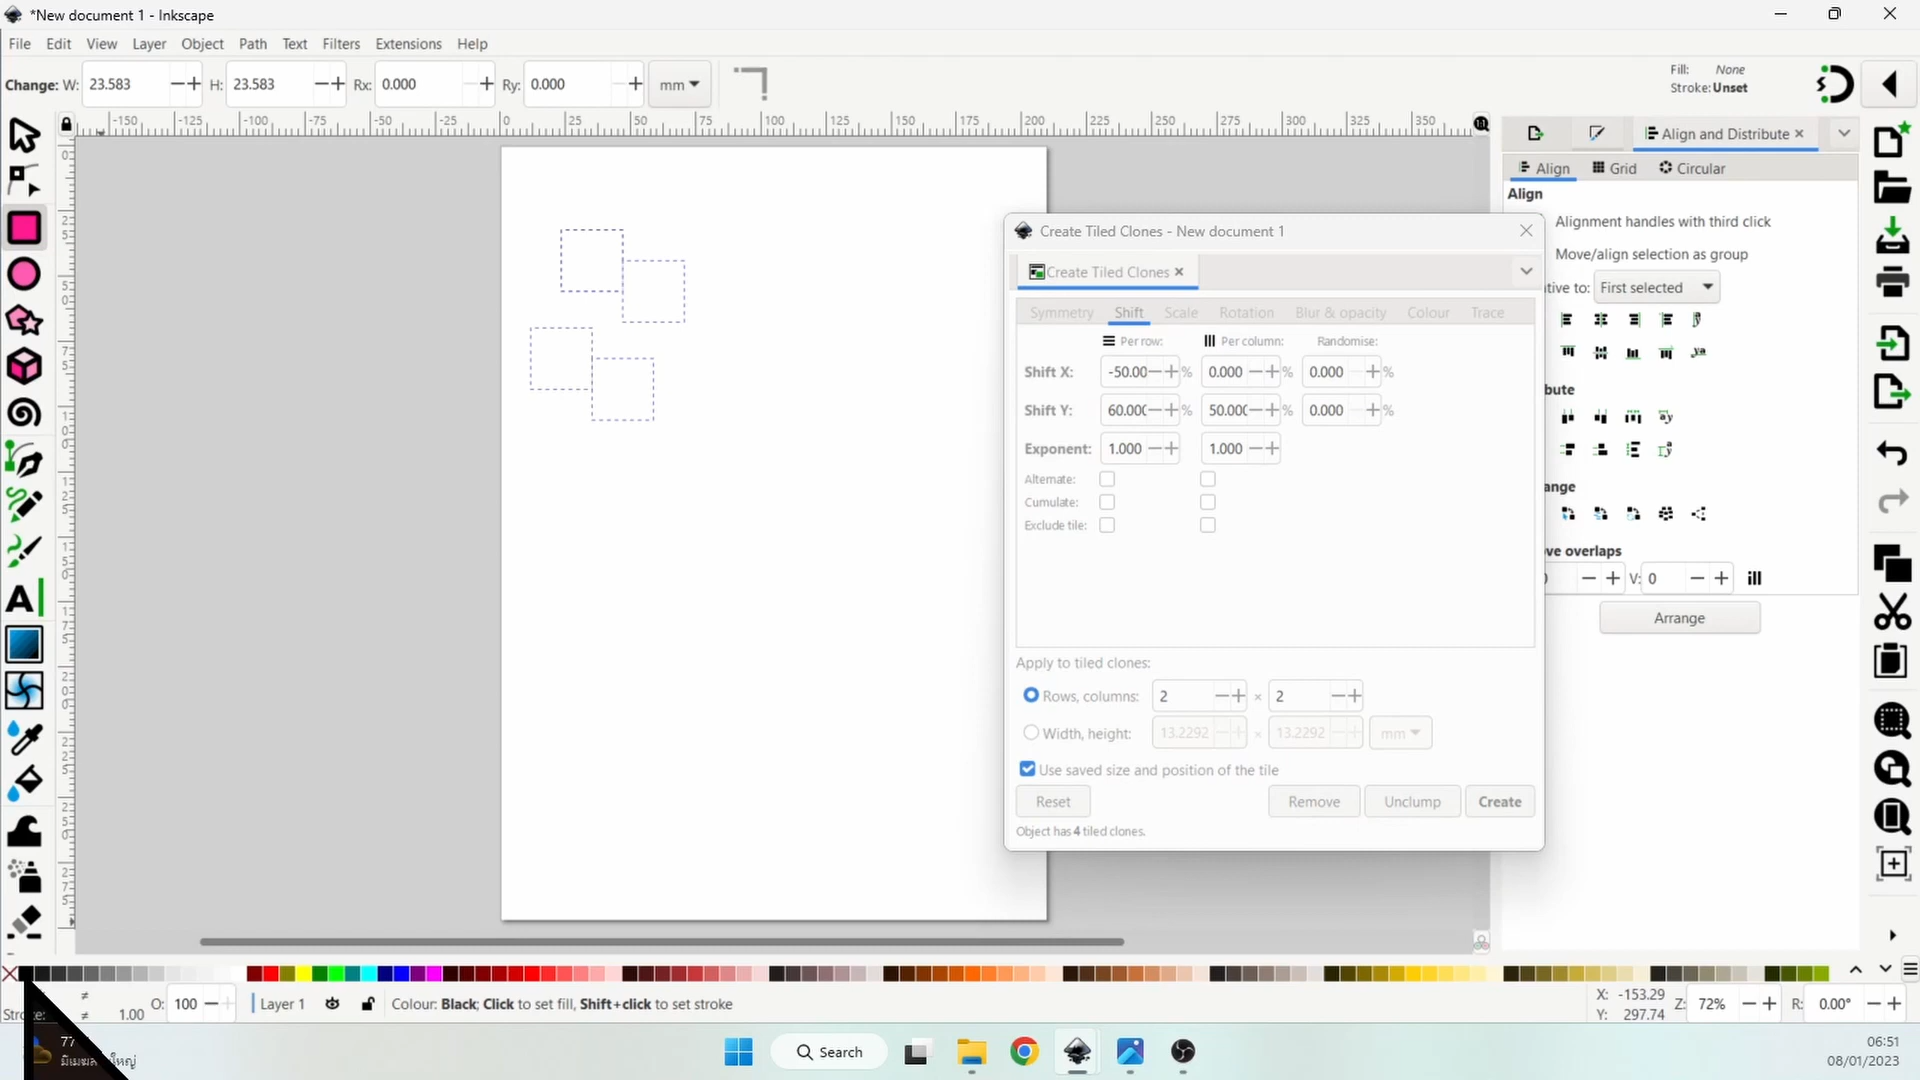 *New document 1 - Inkscape
File Edit View Layer Object Path Text Filters Extensions Help
Change: W: 23.583 H: 23.583 Rx: 0.000 Ry: 0.000 mm
Fill: None
Stroke: Unset
-150 -125 -100 -75 -50 -25 0 25 50 75 100 125 150 175 200 225 250 275 300 325 350
Align and Distribute
Align Grid Circular
Align
Alignment handles with third click
Move/align selection as group
tive to: First selected
bute
ange
ve overlaps
V: 0
Arrange
Create Tiled Clones - New document 1
Create Tiled Clones
Symmetry Shift Scale Rotation Blur & opacity Colour Trace
Per row: Per column: Randomise:
Shift X: -50.00 % 0.000 % 0.000 %
Shift Y: 60.00 % 50.00 % 0.000 %
Exponent: 1.000 1.000
Alternate:
Cumulate:
Exclude tile:
Apply to tiled clones:
Rows, columns: 2 × 2
Width, height: 13.2292 × 13.2292 mm
Use saved size and position of the tile
Reset Remove Unclump Create
Object has 4 tiled clones.
1.00 O: 100 Layer 1 Colour: Black; Click to set fill, Shift+click to set stroke
X: -153.29
Y: 297.74
Z: 72% R: 0.00°
77
Search
06:51
08/01/2023